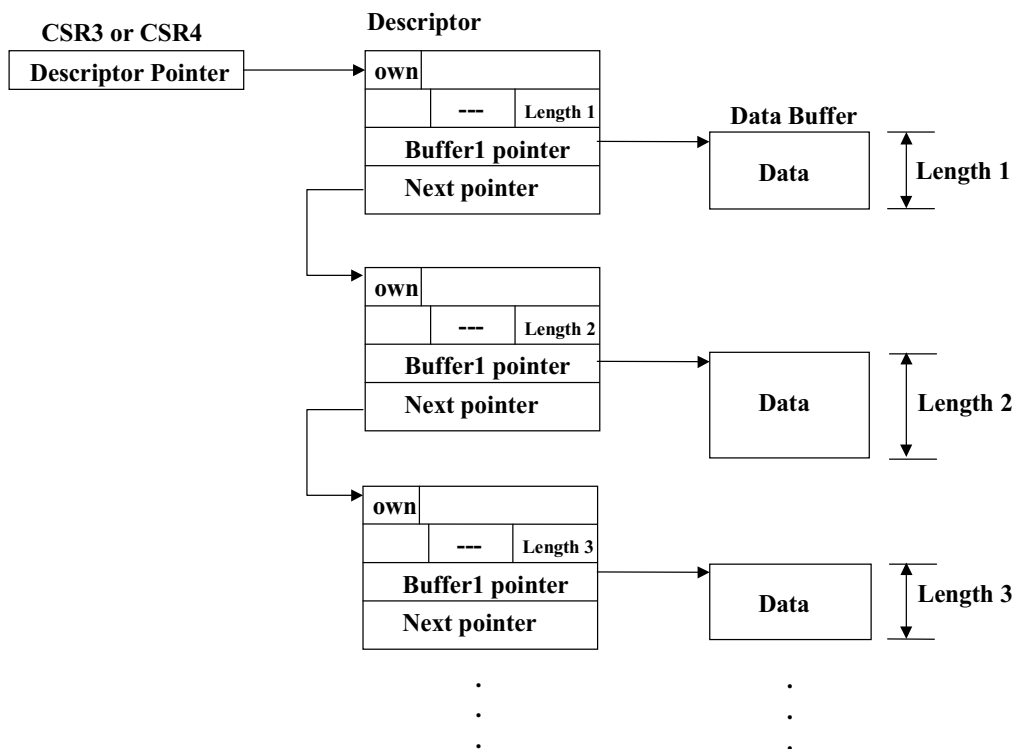 CSR3 or CSR4
Descriptor Pointer
Descriptor
own
--- Length 1
Buffer1 pointer
Next pointer
Data Buffer
Data
Length 1
own
--- Length 2
Buffer1 pointer
Next pointer
Data
Length 2
own
--- Length 3
Buffer1 pointer
Next pointer
Data
Length 3